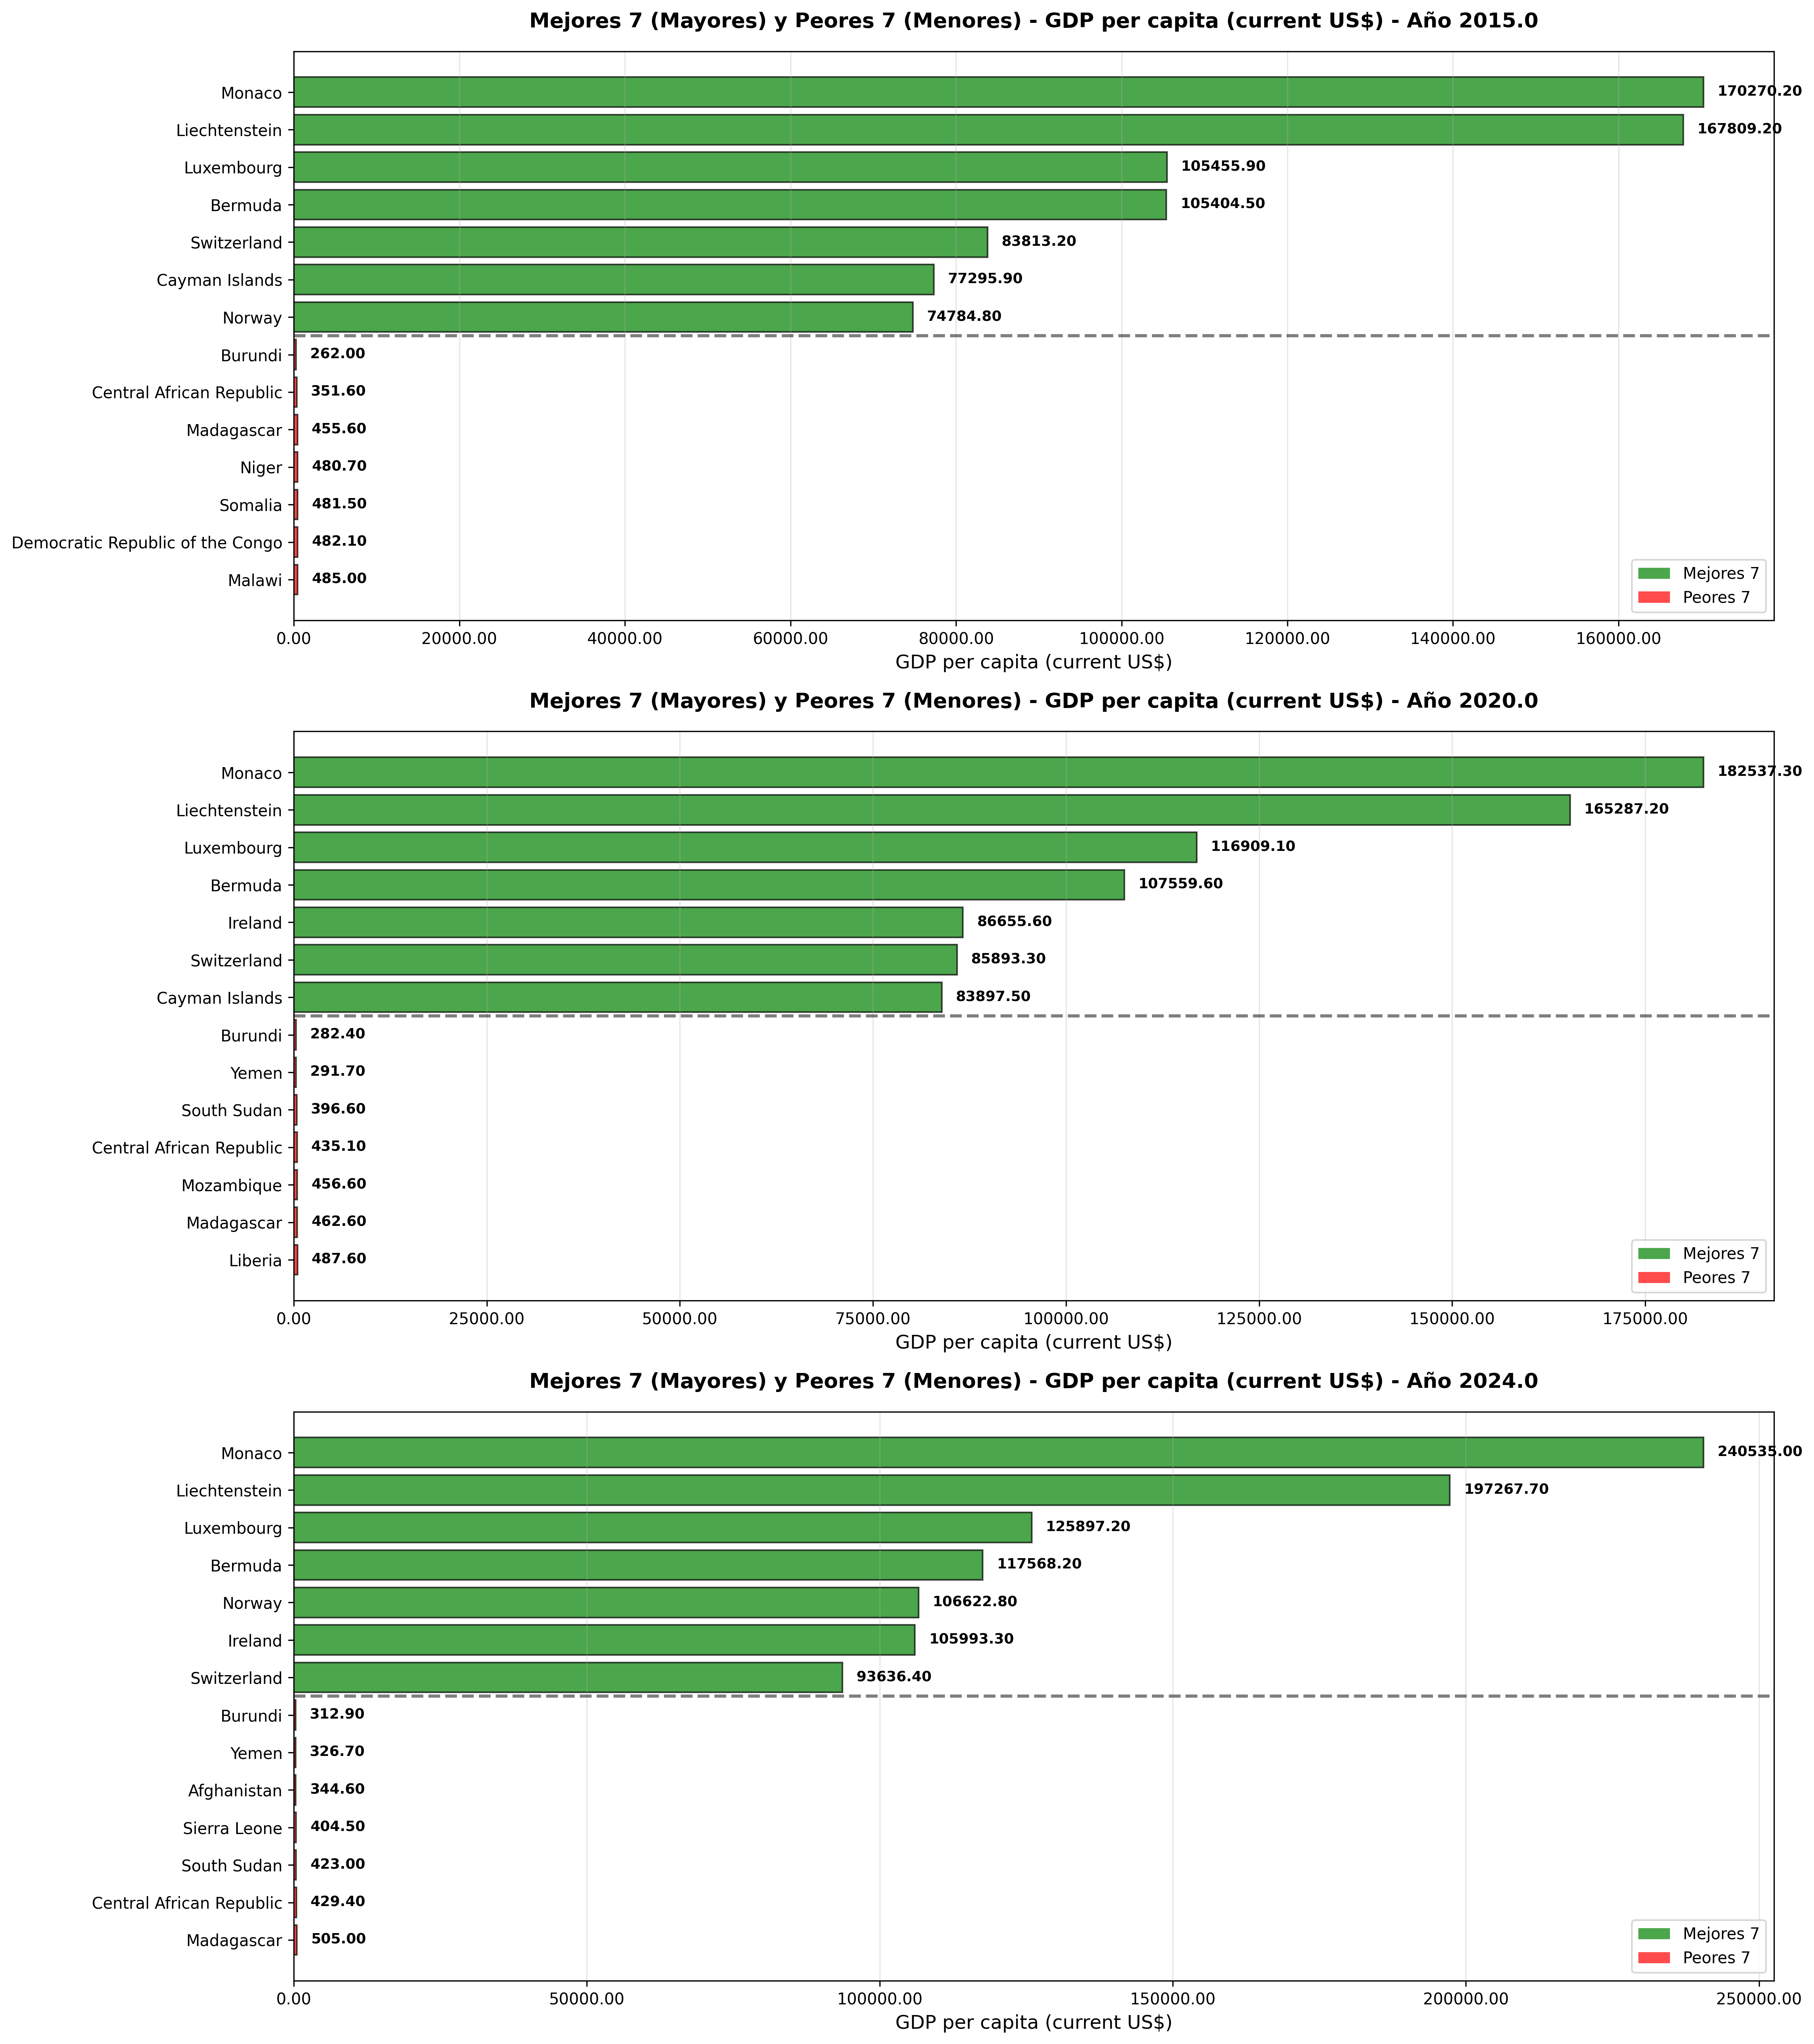 Mejores 7 (Mayores) y Peores 7 (Menores) - GDP per capita (current US$) - Año 2015.0
Monaco 170270.20
Liechtenstein 167809.20
Luxembourg 105455.90
Bermuda 105404.50
Switzerland 83813.20
Cayman Islands 77295.90
Norway 74784.80
Burundi 262.00
Central African Republic 351.60
Madagascar 455.60
Niger 480.70
Somalia 481.50
Democratic Republic of the Congo 482.10
Malawi 485.00
Mejores 7
Peores 7
0.00 20000.00 40000.00 60000.00 80000.00 100000.00 120000.00 140000.00 160000.00
GDP per capita (current US$)
Mejores 7 (Mayores) y Peores 7 (Menores) - GDP per capita (current US$) - Año 2020.0
Monaco 182537.30
Liechtenstein 165287.20
Luxembourg 116909.10
Bermuda 107559.60
Ireland 86655.60
Switzerland 85893.30
Cayman Islands 83897.50
Burundi 282.40
Yemen 291.70
South Sudan 396.60
Central African Republic 435.10
Mozambique 456.60
Madagascar 462.60
Liberia 487.60
Mejores 7
Peores 7
0.00 25000.00 50000.00 75000.00 100000.00 125000.00 150000.00 175000.00
GDP per capita (current US$)
Mejores 7 (Mayores) y Peores 7 (Menores) - GDP per capita (current US$) - Año 2024.0
Monaco 240535.00
Liechtenstein 197267.70
Luxembourg 125897.20
Bermuda 117568.20
Norway 106622.80
Ireland 105993.30
Switzerland 93636.40
Burundi 312.90
Yemen 326.70
Afghanistan 344.60
Sierra Leone 404.50
South Sudan 423.00
Central African Republic 429.40
Madagascar 505.00
Mejores 7
Peores 7
0.00 50000.00 100000.00 150000.00 200000.00 250000.00
GDP per capita (current US$)